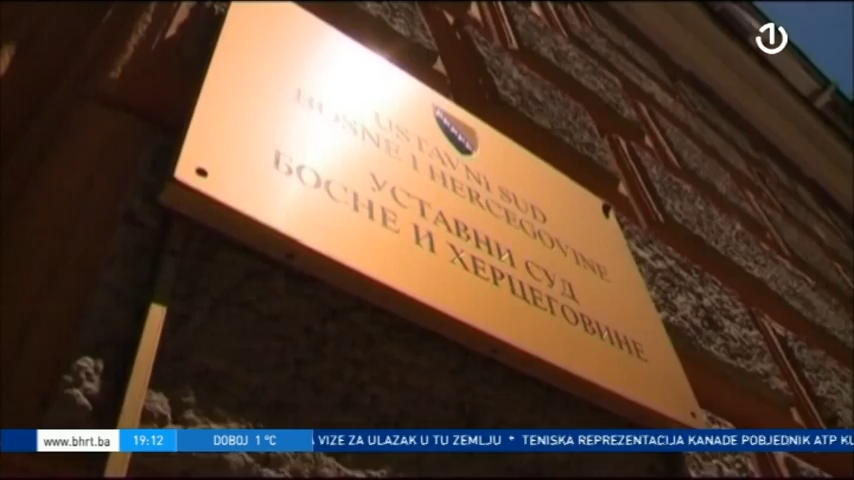 USTAVNI SUD
BOSNE I HERCEGOVINE
УСТАВНИ СУД
БОСНЕ И ХЕРЦЕГОВИНЕ
www.bhrt.ba 19:12 DOBOJ 1 °C VIZE ZA ULAZAK U TU ZEMLJU * TENISKA REPREZENTACIJA KANADE POBJEDNIK ATP